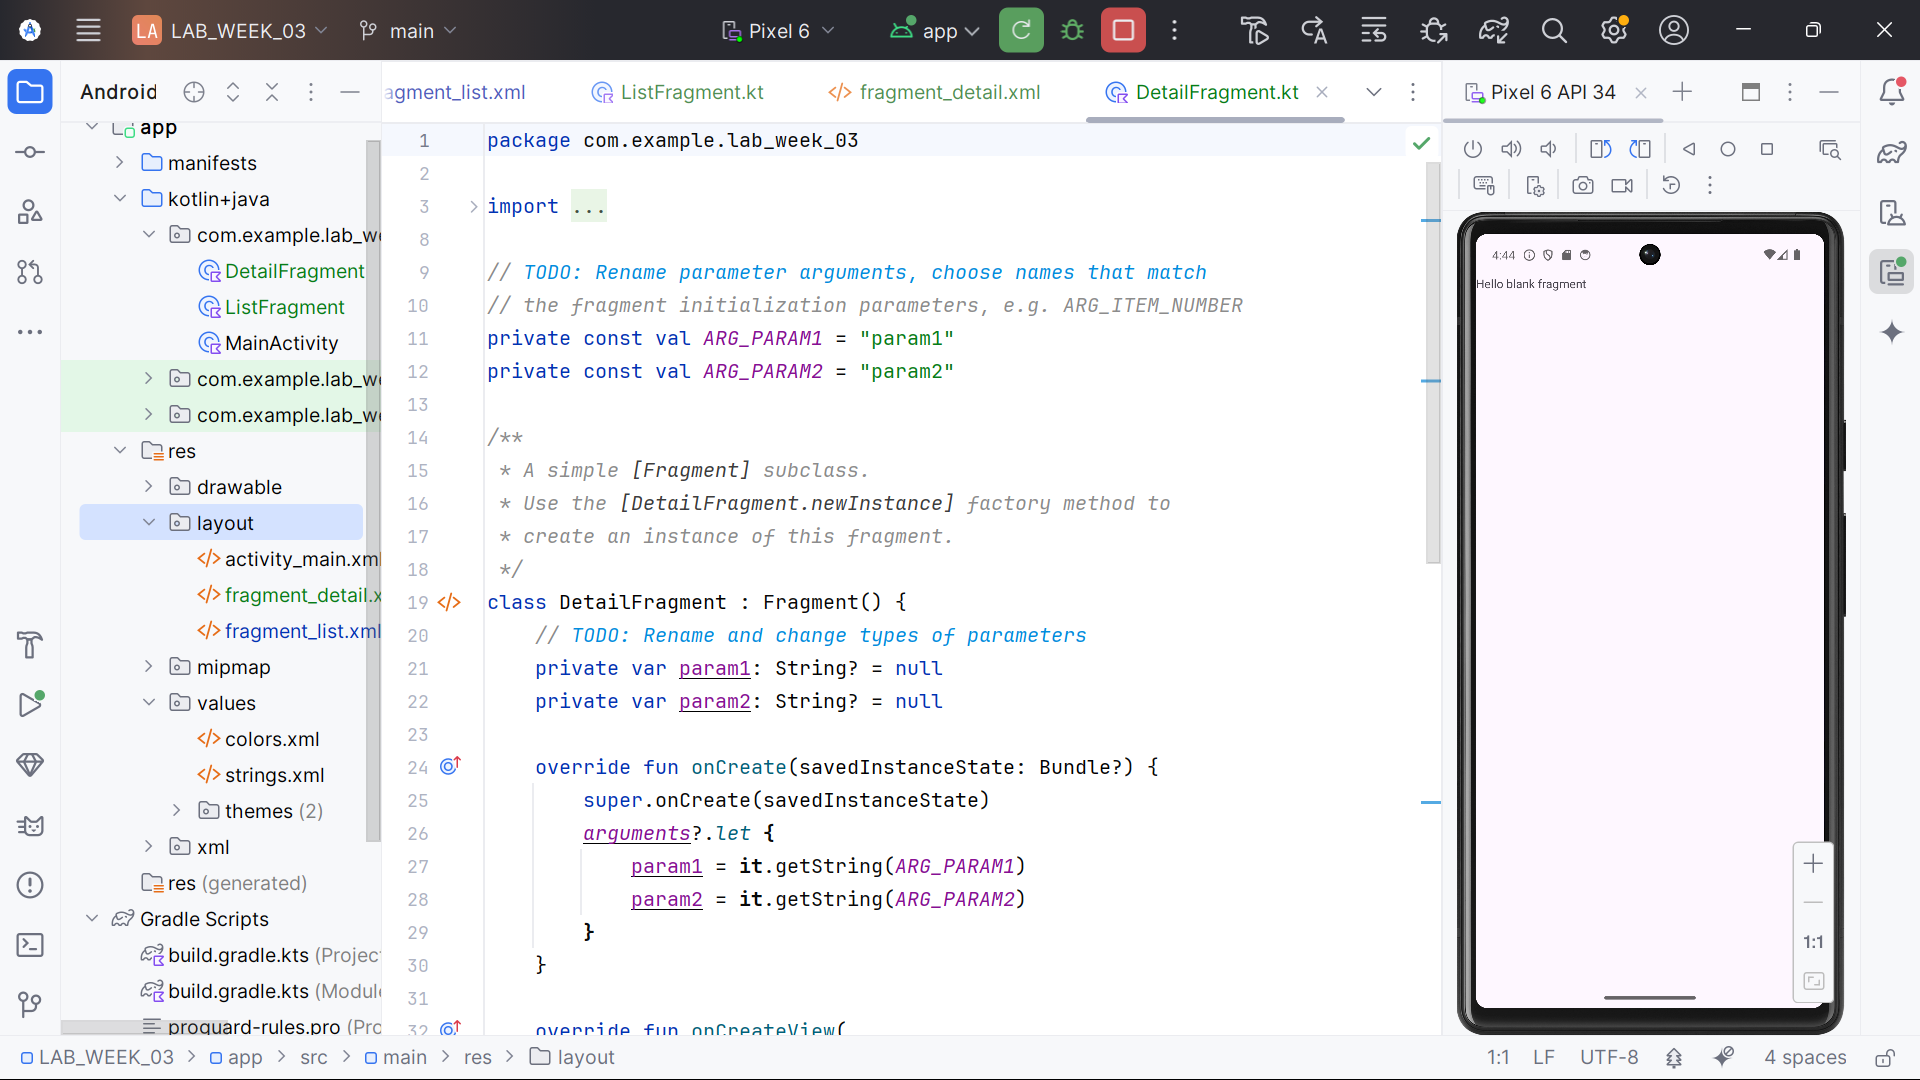 LA LAB_WEEK_03 main Pixel 6 app
Android
app
manifests
kotlin+java
com.example.lab_we
DetailFragment
ListFragment
MainActivity
com.example.lab_we
com.example.lab_we
res
drawable
layout
activity_main.xml
fragment_detail.x
fragment_list.xml
mipmap
values
colors.xml
strings.xml
themes (2)
xml
res (generated)
Gradle Scripts
build.gradle.kts (Project
build.gradle.kts (Module
proguard-rules.pro (Pro
agment_list.xml ListFragment.kt fragment_detail.xml DetailFragment.kt
1 package com.example.lab_week_03
2
3 import ...
8
9 // TODO: Rename parameter arguments, choose names that match
10 // the fragment initialization parameters, e.g. ARG_ITEM_NUMBER
11 private const val ARG_PARAM1 = "param1"
12 private const val ARG_PARAM2 = "param2"
13
14 /**
15 * A simple [Fragment] subclass.
16 * Use the [DetailFragment.newInstance] factory method to
17 * create an instance of this fragment.
18 */
19 class DetailFragment : Fragment() {
20 // TODO: Rename and change types of parameters
21 private var param1: String? = null
22 private var param2: String? = null
23
24 override fun onCreate(savedInstanceState: Bundle?) {
25 super.onCreate(savedInstanceState)
26 arguments?.let {
27 param1 = it.getString(ARG_PARAM1)
28 param2 = it.getString(ARG_PARAM2)
29 }
30 }
31
32 override fun onCreateView(
Pixel 6 API 34
4:44
Hello blank fragment
1:1
LAB_WEEK_03 > app > src > main > res > layout
1:1 LF UTF-8 4 spaces